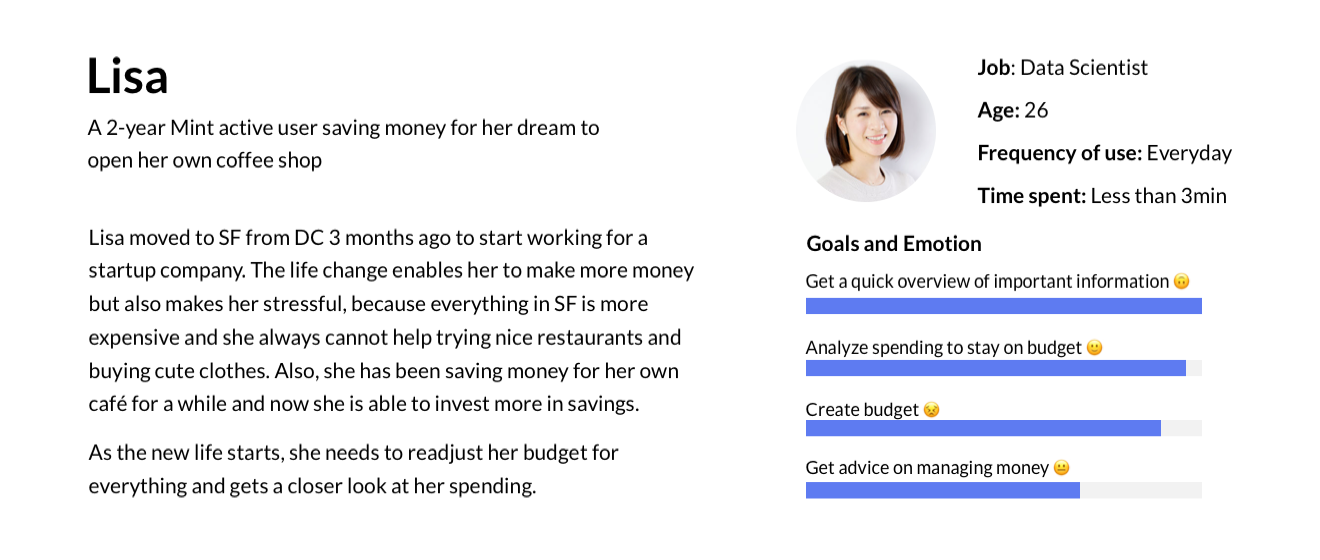 Lisa
A 2-year Mint active user saving money for her dream to
open her own coffee shop
Lisa moved to SF from DC 3 months ago to start working for a
startup company. The life change enables her to make more money
but also makes her stressful, because everything in SF is more
expensive and she always cannot help trying nice restaurants and
buying cute clothes. Also, she has been saving money for her own
café for a while and now she is able to invest more in savings.
As the new life starts, she needs to readjust her budget for
everything and gets a closer look at her spending.
Job: Data Scientist
Age: 26
Frequency of use: Everyday
Time spent: Less than 3min
Goals and Emotion
Get a quick overview of important information 🙃
Analyze spending to stay on budget 🙂
Create budget 😟
Get advice on managing money 😐